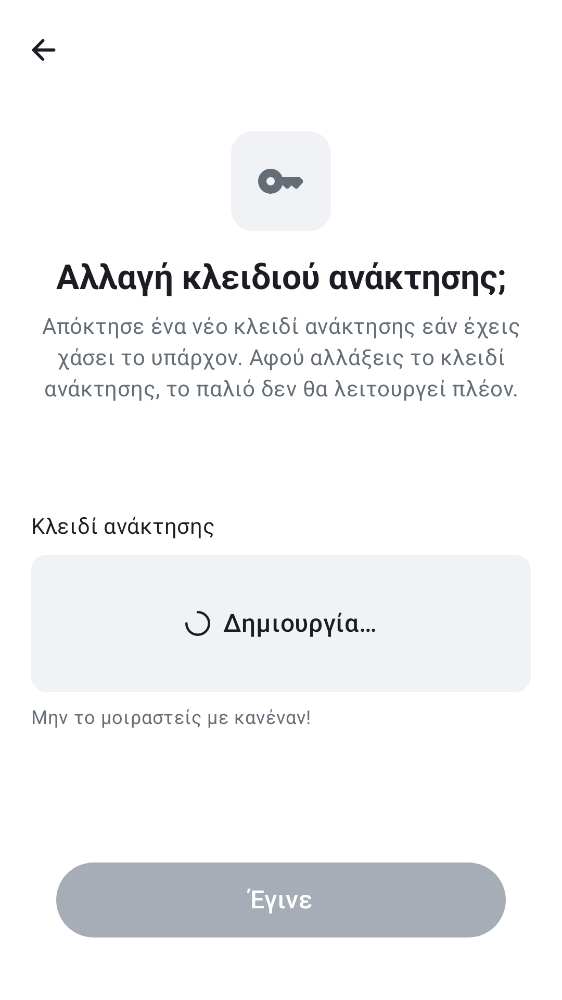 Αλλαγή κλειδιού ανάκτησης;
Απόκτησε ένα νέο κλειδί ανάκτησης εάν έχεις
χάσει το υπάρχον. Αφού αλλάξεις το κλειδί
ανάκτησης, το παλιό δεν θα λειτουργεί πλέον.
Κλειδί ανάκτησης
Δημιουργία…
Μην το μοιραστείς με κανέναν!
Έγινε